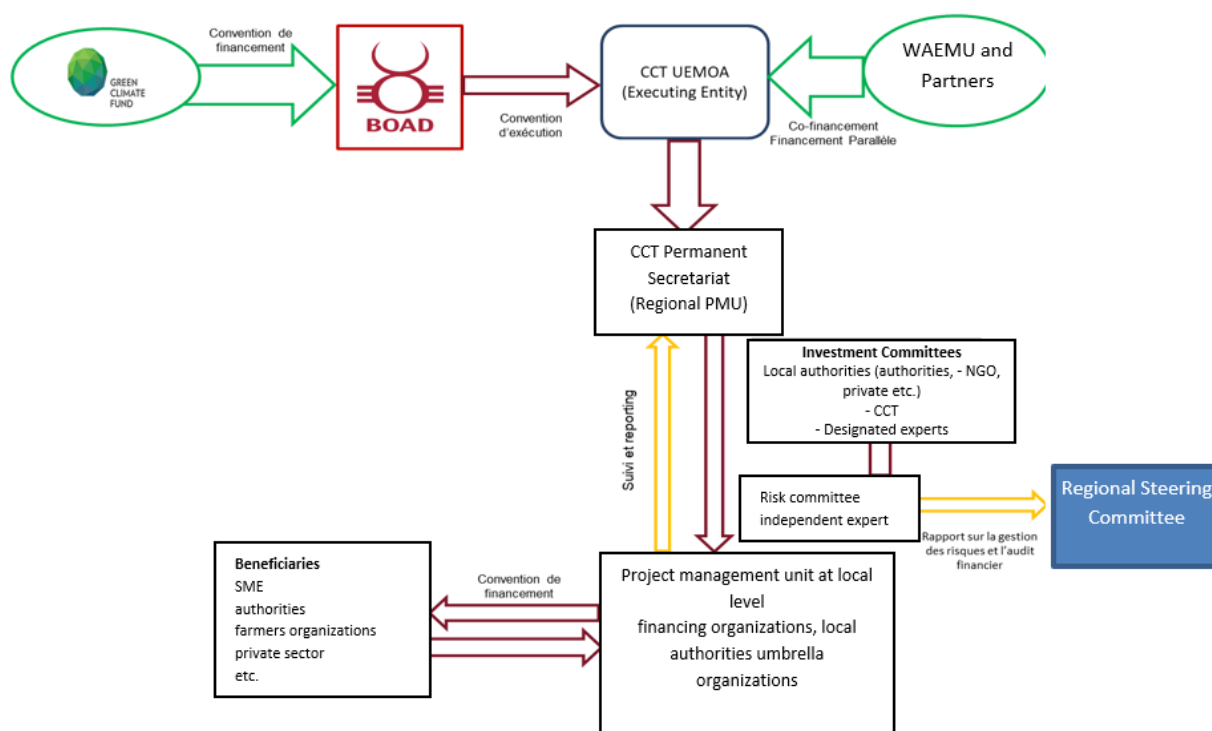 Convention de
financement
GREEN
CLIMATE
FUND
BOAD
Convention
d'exécution
CCT UEMOA
(Executing Entity)
WAEMU and
Partners
Co-financement
Financement Parallèle
CCT Permanent
Secretariat
(Regional PMU)
Suivi et reporting
Investment Committees
Local authorities (authorities, - NGO,
private etc.)
- CCT
- Designated experts
Risk committee
independent expert
Regional Steering
Committee
Rapport sur la gestion
des risques et l'audit
financier
Beneficiaries
SME
authorities
farmers organizations
private sector
etc.
Convention de
financement
Project management unit at local
level
financing organizations, local
authorities umbrella
organizations